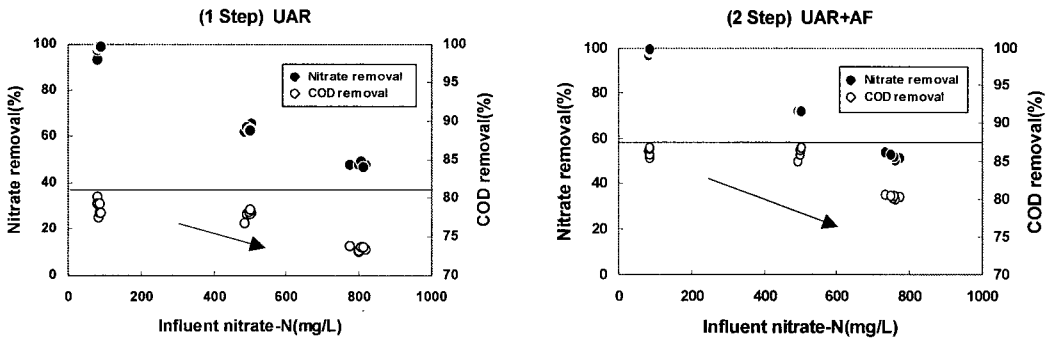 (1 Step) UAR
Nitrate removal(%)
100
80
60
40
20
0
Nitrate removal
COD removal
100
95
90
85
80
75
70
COD removal(%)
0 200 400 600 800 1000
Influent nitrate-N(mg/L)
(2 Step) UAR+AF
Nitrate removal(%)
100
80
60
40
20
0
Nitrate removal
COD removal
100
95
90
85
80
75
70
COD removal(%)
0 200 400 600 800 1000
Influent nitrate-N(mg/L)